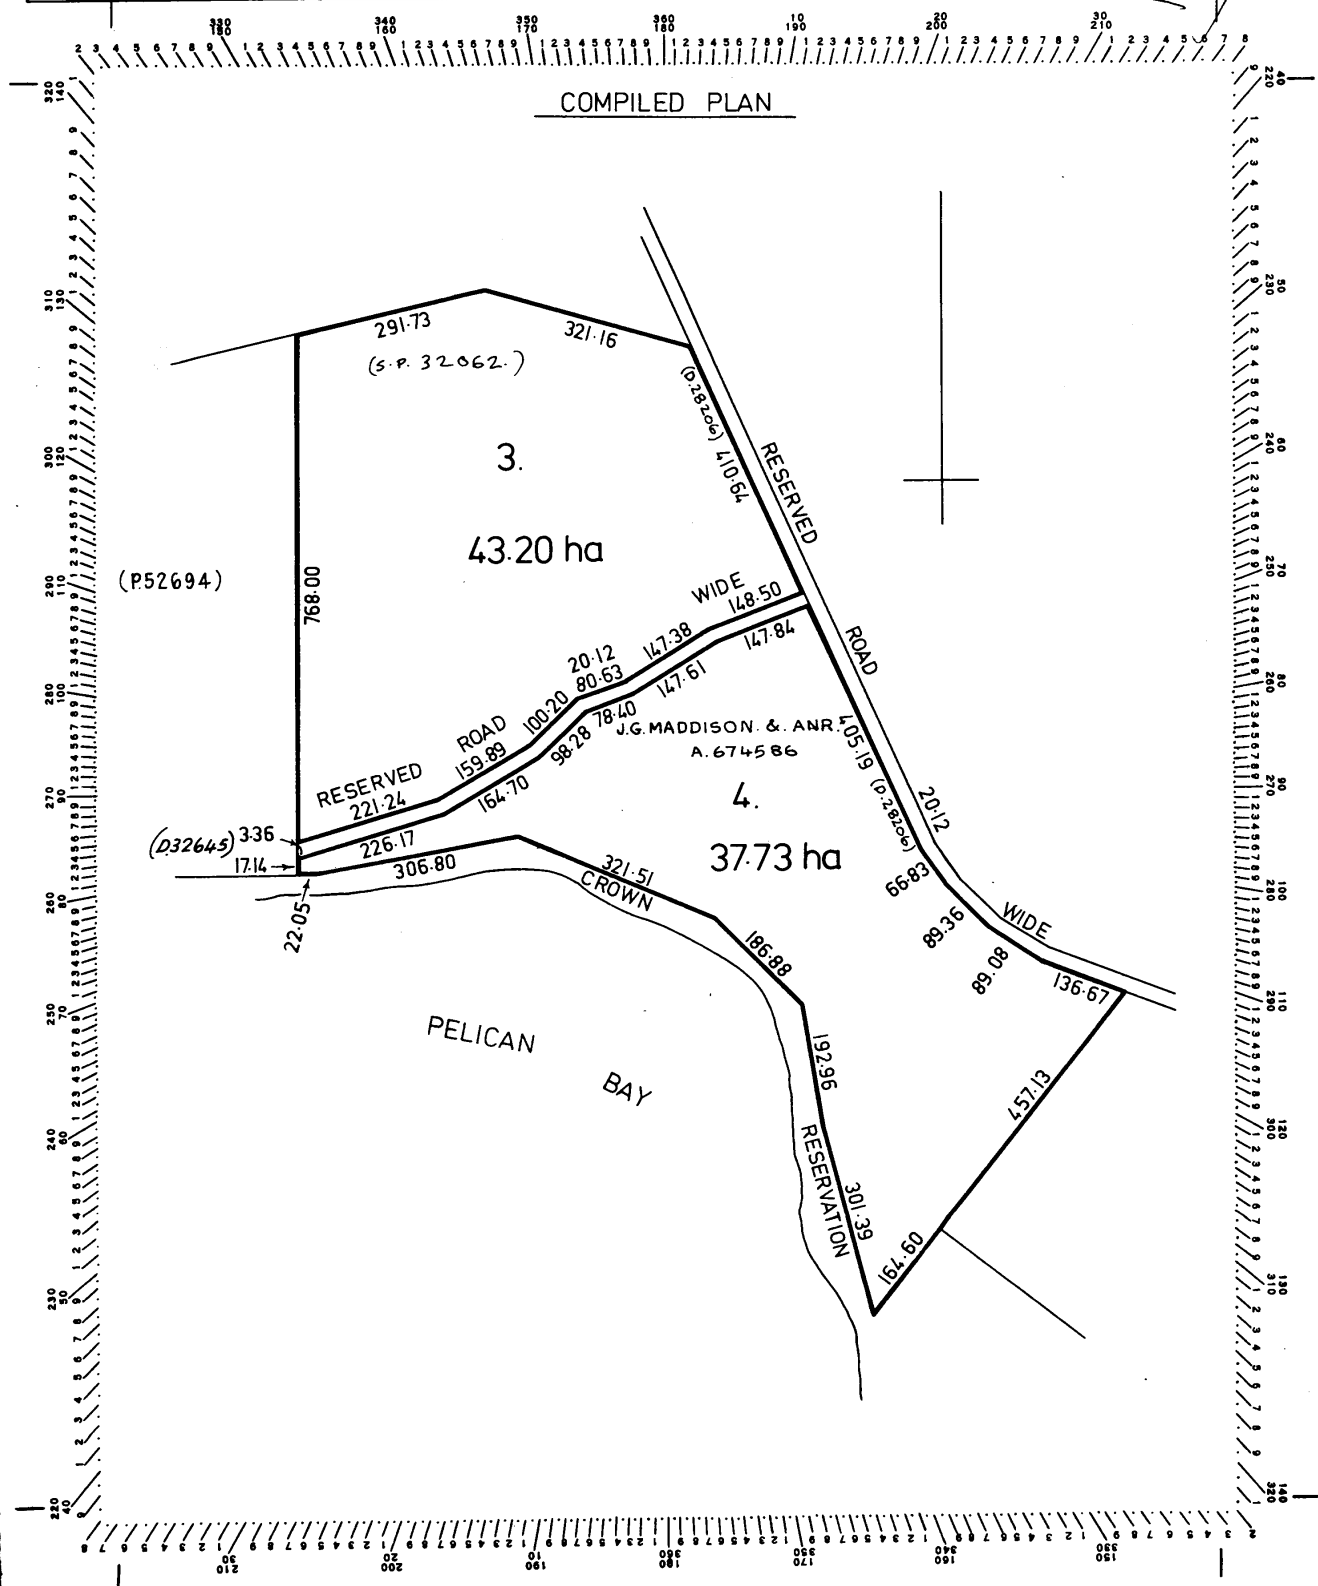 COMPILED PLAN
291.73
321.16
(S.P. 32062.)
(D.28206) 410.64
3.
RESERVED
43.20 ha
(P.52694)
768.00
WIDE
148.50
147.84
ROAD
147.38
147.61
20.12
80.63
78.40
100.20
98.28
J.G. MADDISON. & ANR.
A.674586
ROAD
159.89
164.70
405.19 (D.28206)
RESERVED
221.24
226.17
4.
20.12
(D32645) 3.36
17.14
306.80
37.73 ha
321.51
CROWN
66.83
22.05
89.36
WIDE
186.88
89.08
136.67
PELICAN
BAY
192.96
457.13
RESERVATION
301.39
164.60